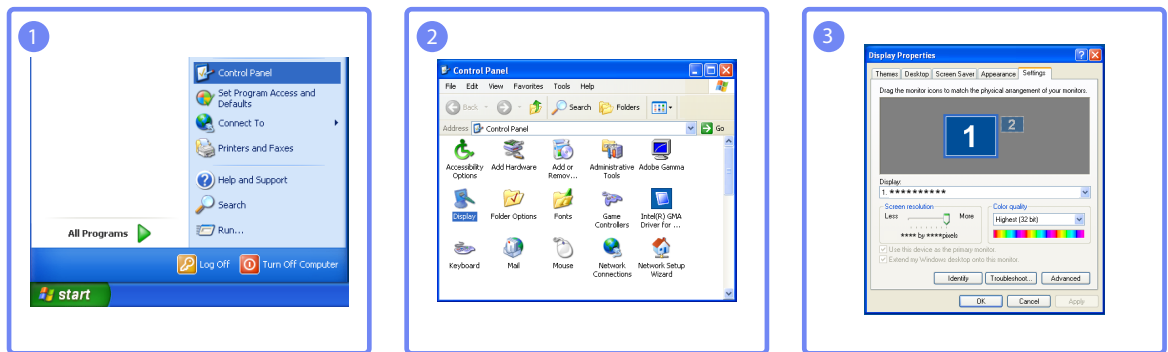 1
Control Panel
Set Program Access and
Defaults
Connect To
Printers and Faxes
Help and Support
Search
Run...
All Programs
Log Off
Turn Off Computer
start
2
Control Panel
File Edit View Favorites Tools Help
Back Search Folders
Address Control Panel Go
Accessibility Add Hardware Add or Administrative Adobe Gamma
Options Remov... Tools
Display Folder Options Fonts Game Intel(R) GMA
Controllers Driver for ...
Keyboard Mail Mouse Network Network Setup
Connections Wizard
3
Display Properties
Themes Desktop Screen Saver Appearance Settings
Drag the monitor icons to match the physical arrangement of your monitors.
1 2
Display:
1. **********
Screen resolution Color quality
Less More Highest (32 bit)
**** by ****pixels
Use this device as the primary monitor.
Extend my Windows desktop onto this monitor.
Identify Troubleshoot... Advanced
OK Cancel Apply